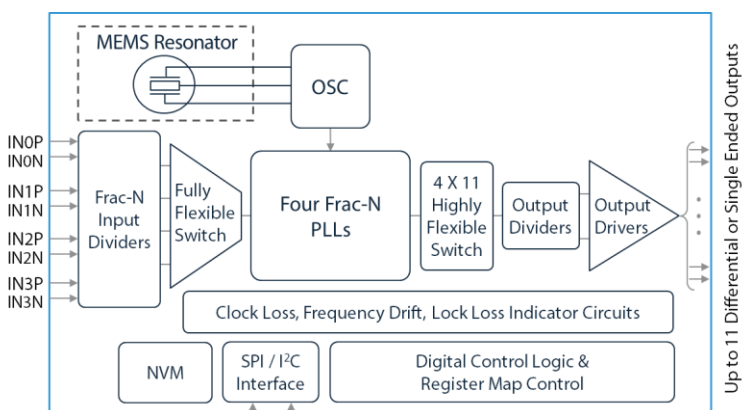 MEMS Resonator
OSC
IN0P
IN0N
IN1P
IN1N
IN2P
IN2N
IN3P
IN3N
Frac-N
Input
Dividers
Fully
Flexible
Switch
Four Frac-N
PLLs
4 X 11
Highly
Flexible
Switch
Output
Dividers
Output
Drivers
Up to 11 Differential or Single Ended Outputs
Clock Loss, Frequency Drift, Lock Loss Indicator Circuits
NVM
SPI / I²C
Interface
Digital Control Logic &
Register Map Control